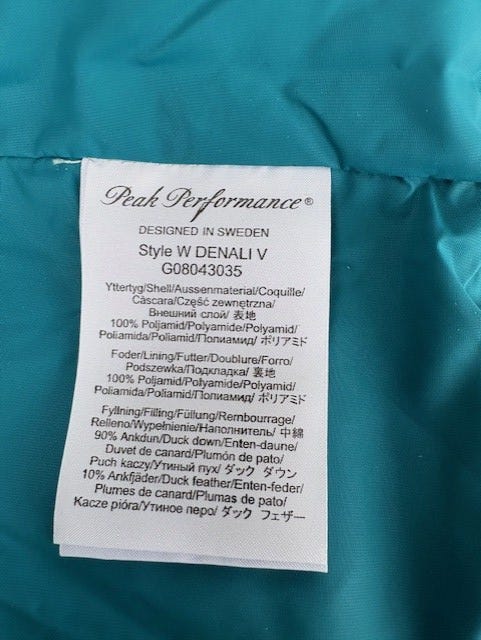 Peak Performance®
DESIGNED IN SWEDEN
Style W DENALI V
G08043035
Yttertyg/Shell/Aussenmaterial/Coquille/
Càscara/Część zewnętrzna/
Внешний слой/ 表地
100% Poljamid/Polyamide/Polyamid/
Poliamida/Poliamid/Полиамид/ ポリアミド
Foder/Lining/Futter/Doublure/Forro/
Podszewka/Подкладка/ 裏地
100% Poljamid/Polyamide/Polyamid/
Poliamida/Poliamid/Полиамид/ ポリアミド
Fyllning/Filling/Füllung/Rembourrage/
Relleno/Wypełnienie/Наполнитель/ 中綿
90% Ankdun/Duck down/Enten-daune/
Duvet de canard/Plumón de pato/
Puch kaczy/Утиный пух/ ダック ダウン
10% Ankfjäder/Duck feather/Enten-feder/
Plumes de canard/Plumas de pato/
Kacze pióra/Утиное перо/ ダック フェザー